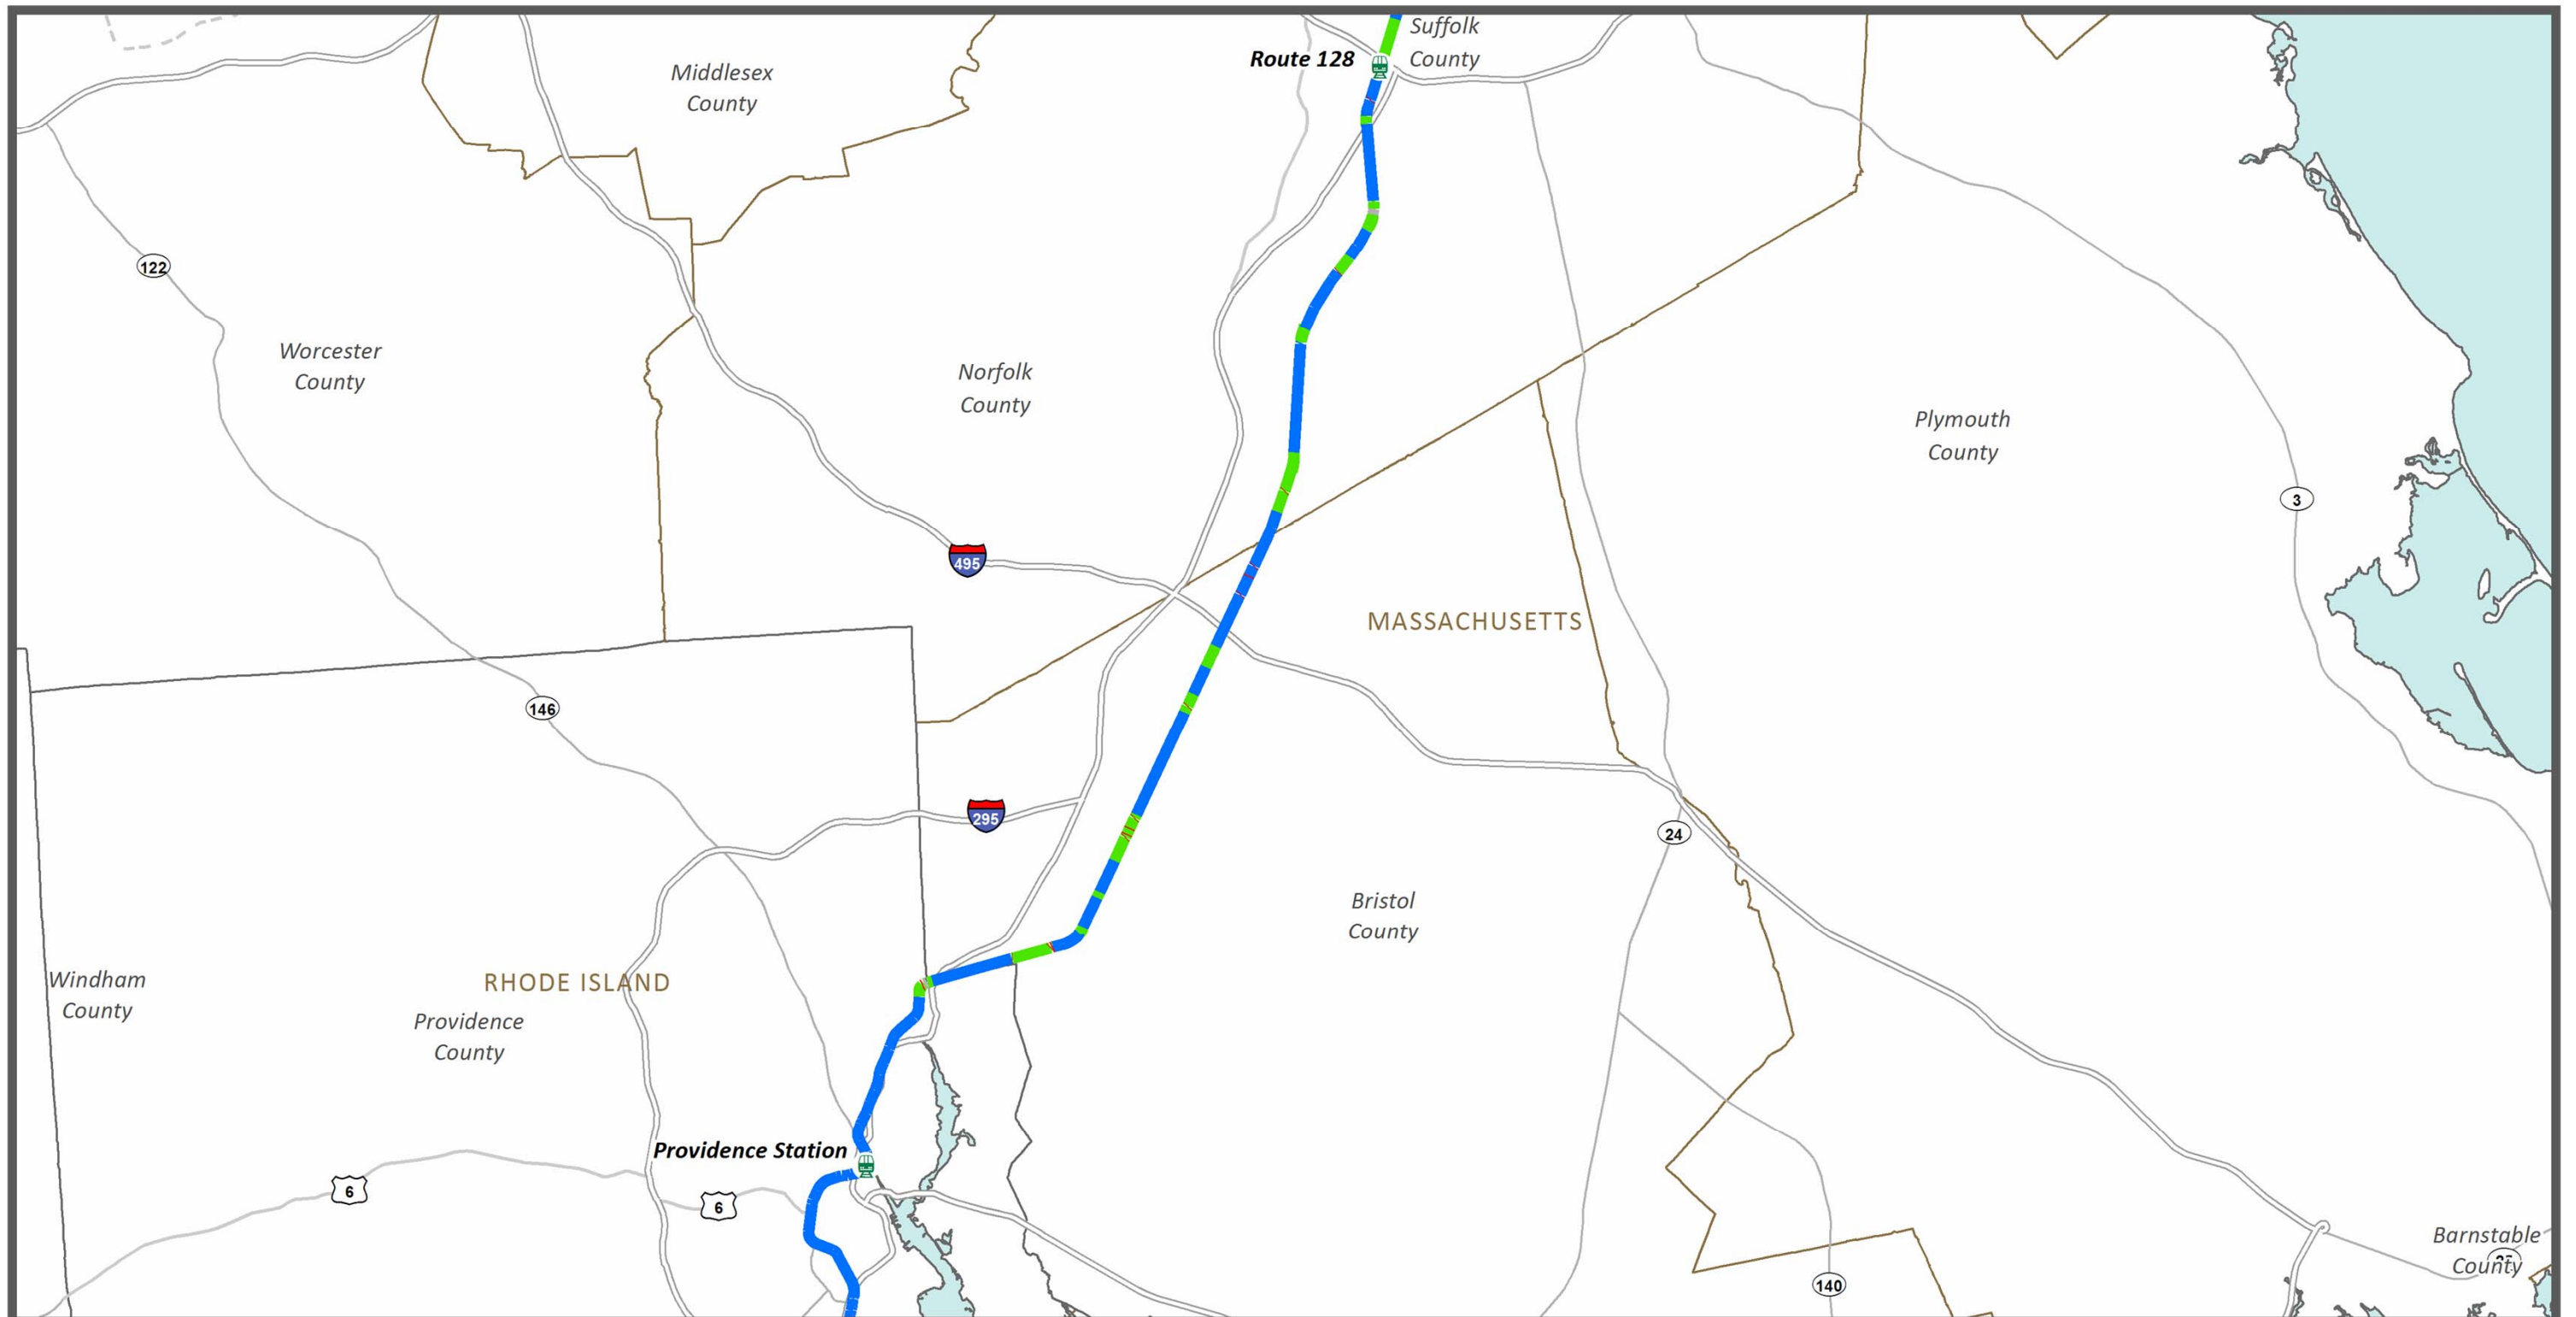 Suffolk
County
Route 128
Middlesex
County
122
Worcester
County
Norfolk
County
Plymouth
County
3
495
MASSACHUSETTS
146
295
24
Bristol
County
Windham
County
RHODE ISLAND
Providence
County
Providence Station
6
6
Barnstable
County
140